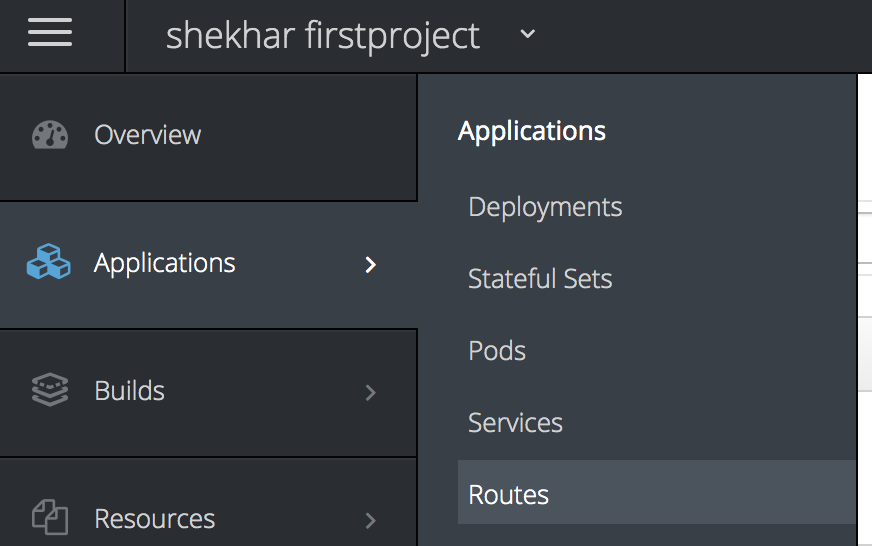 shekhar firstproject
Overview
Applications
Builds
Resources
Applications
Deployments
Stateful Sets
Pods
Services
Routes